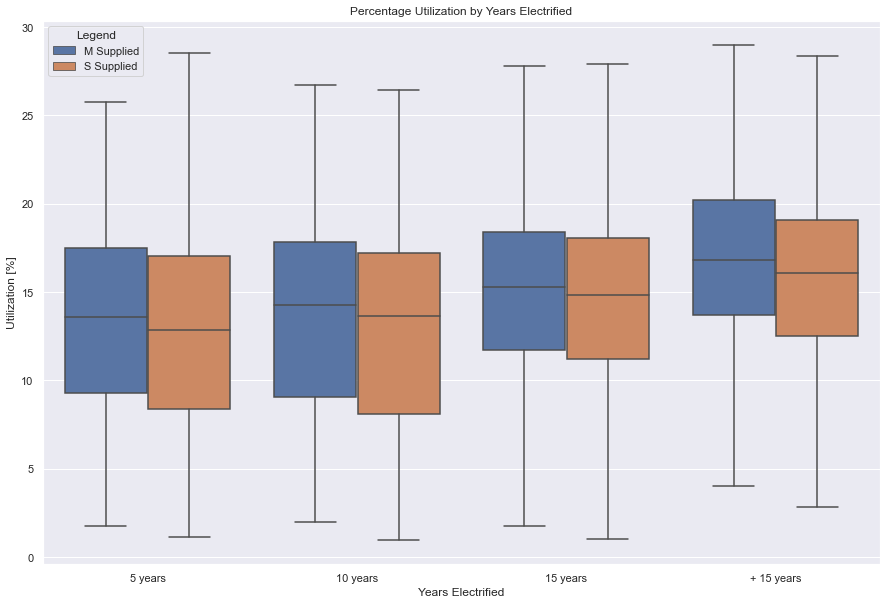 Percentage Utilization by Years Electrified
Legend
M Supplied
S Supplied
Utilization [%]
30
25
20
15
10
5
0
5 years
10 years
15 years
+ 15 years
Years Electrified